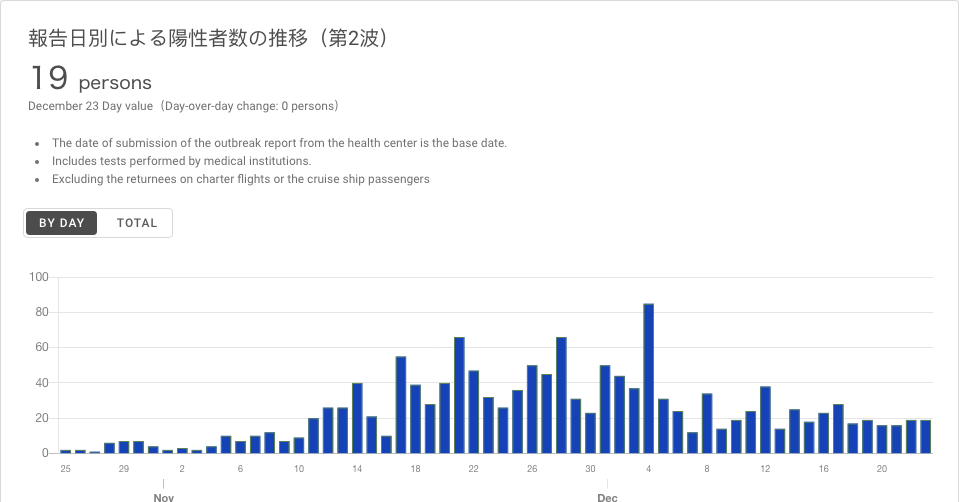 報告日別による陽性者数の推移（第2波）
19 persons
December 23 Day value（Day-over-day change: 0 persons）
• The date of submission of the outbreak report from the health center is the base date.
• Includes tests performed by medical institutions.
• Excluding the returnees on charter flights or the cruise ship passengers
BY DAY TOTAL
100
80
60
40
20
0
25 29 2 6 10 14 18 22 26 30 4 8 12 16 20
Nov Dec